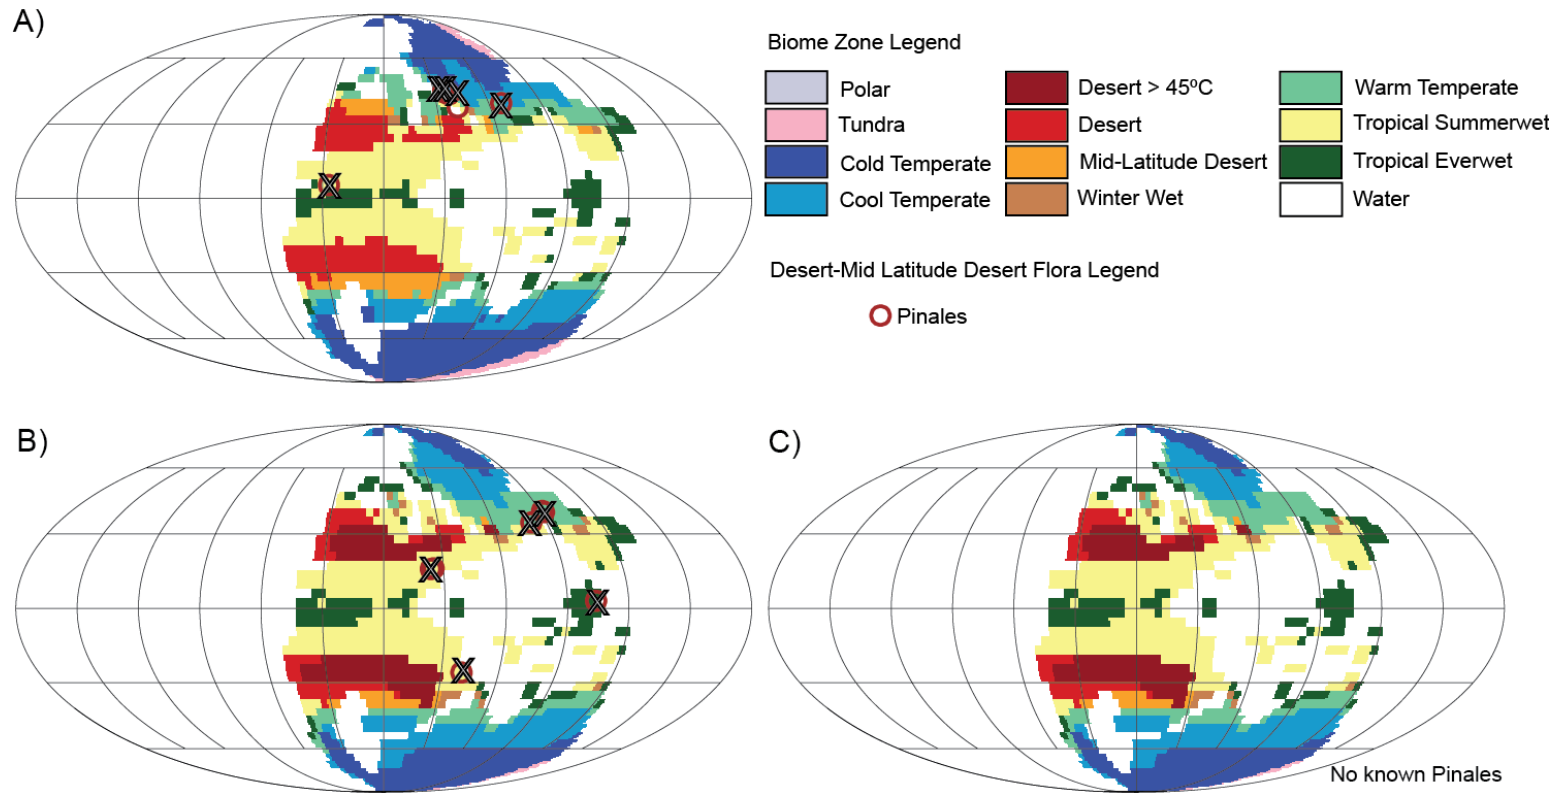 A)
Biome Zone Legend
Polar
Desert > 45ºC
Warm Temperate
Tundra
Desert
Tropical Summerwet
Cold Temperate
Mid-Latitude Desert
Tropical Everwet
Cool Temperate
Winter Wet
Water
Desert-Mid Latitude Desert Flora Legend
Pinales
B)
C)
No known Pinales